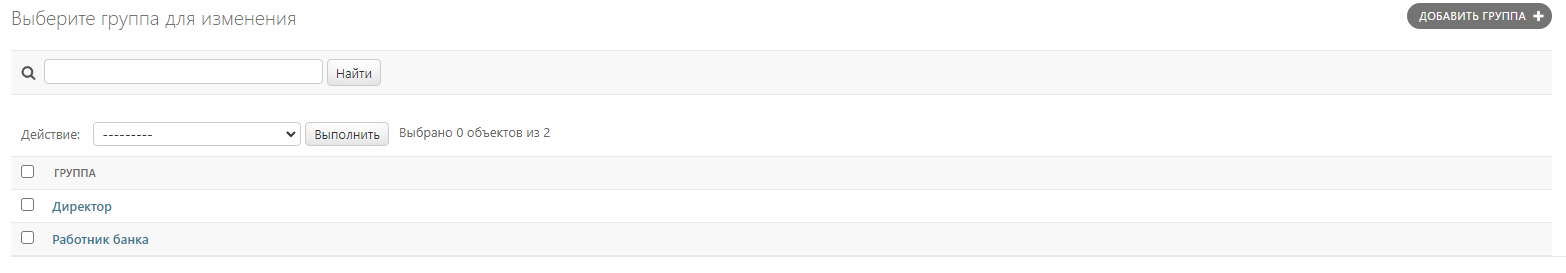 Выберите группа для изменения
ДОБАВИТЬ ГРУППА +
Найти
Действие: --------- Выполнить Выбрано 0 объектов из 2
ГРУППА
Директор
Работник банка